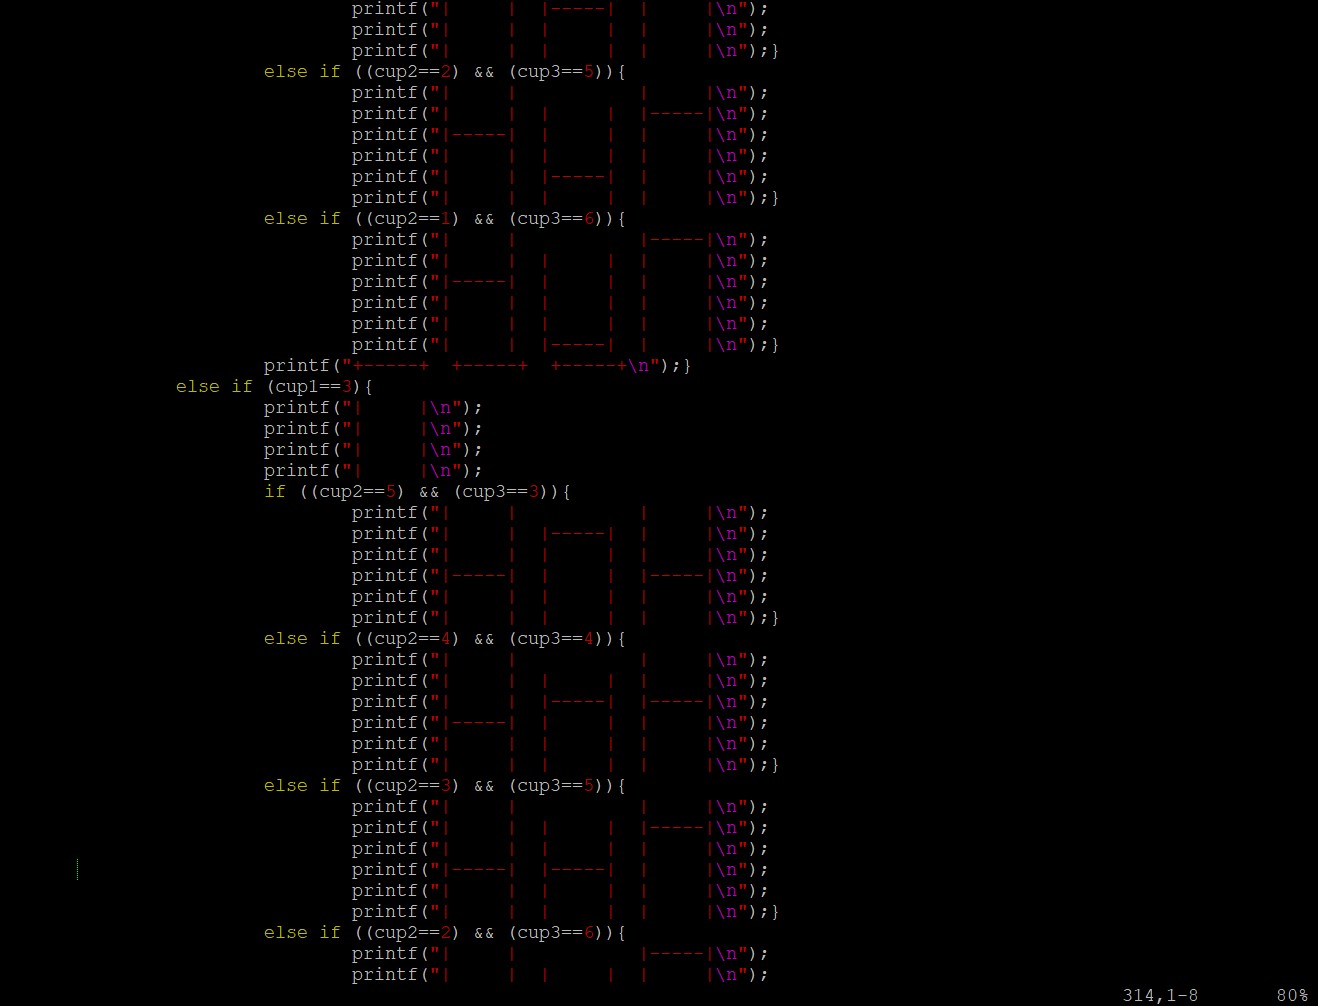 printf("|     |  |-----|  |     |\n");
                                printf("|     |  |     |  |     |\n");
                                printf("|     |  |     |  |     |\n");}
                        else if ((cup2==2) && (cup3==5)){
                                printf("|     |           |     |\n");
                                printf("|     |  |     |  |-----|\n");
                                printf("|-----|  |     |  |     |\n");
                                printf("|     |  |     |  |     |\n");
                                printf("|     |  |-----|  |     |\n");
                                printf("|     |  |     |  |     |\n");}
                        else if ((cup2==1) && (cup3==6)){
                                printf("|     |           |-----|\n");
                                printf("|     |  |     |  |     |\n");
                                printf("|-----|  |     |  |     |\n");
                                printf("|     |  |     |  |     |\n");
                                printf("|     |  |     |  |     |\n");
                                printf("|     |  |-----|  |     |\n");}
                        printf("+-----+  +-----+  +-----+\n");}
                else if (cup1==3){
                        printf("|     |\n");
                        printf("|     |\n");
                        printf("|     |\n");
                        printf("|     |\n");
                        if ((cup2==5) && (cup3==3)){
                                printf("|     |           |     |\n");
                                printf("|     |  |-----|  |     |\n");
                                printf("|     |  |     |  |     |\n");
                                printf("|-----|  |     |  |-----|\n");
                                printf("|     |  |     |  |     |\n");
                                printf("|     |  |     |  |     |\n");}
                        else if ((cup2==4) && (cup3==4)){
                                printf("|     |           |     |\n");
                                printf("|     |  |     |  |     |\n");
                                printf("|     |  |-----|  |-----|\n");
                                printf("|-----|  |     |  |     |\n");
                                printf("|     |  |     |  |     |\n");
                                printf("|     |  |     |  |     |\n");}
                        else if ((cup2==3) && (cup3==5)){
                                printf("|     |           |     |\n");
                                printf("|     |  |     |  |-----|\n");
                                printf("|     |  |     |  |     |\n");
                                printf("|-----|  |-----|  |     |\n");
                                printf("|     |  |     |  |     |\n");
                                printf("|     |  |     |  |     |\n");}
                        else if ((cup2==2) && (cup3==6)){
                                printf("|     |           |-----|\n");
                                printf("|     |  |     |  |     |\n");
314,1-8       80%